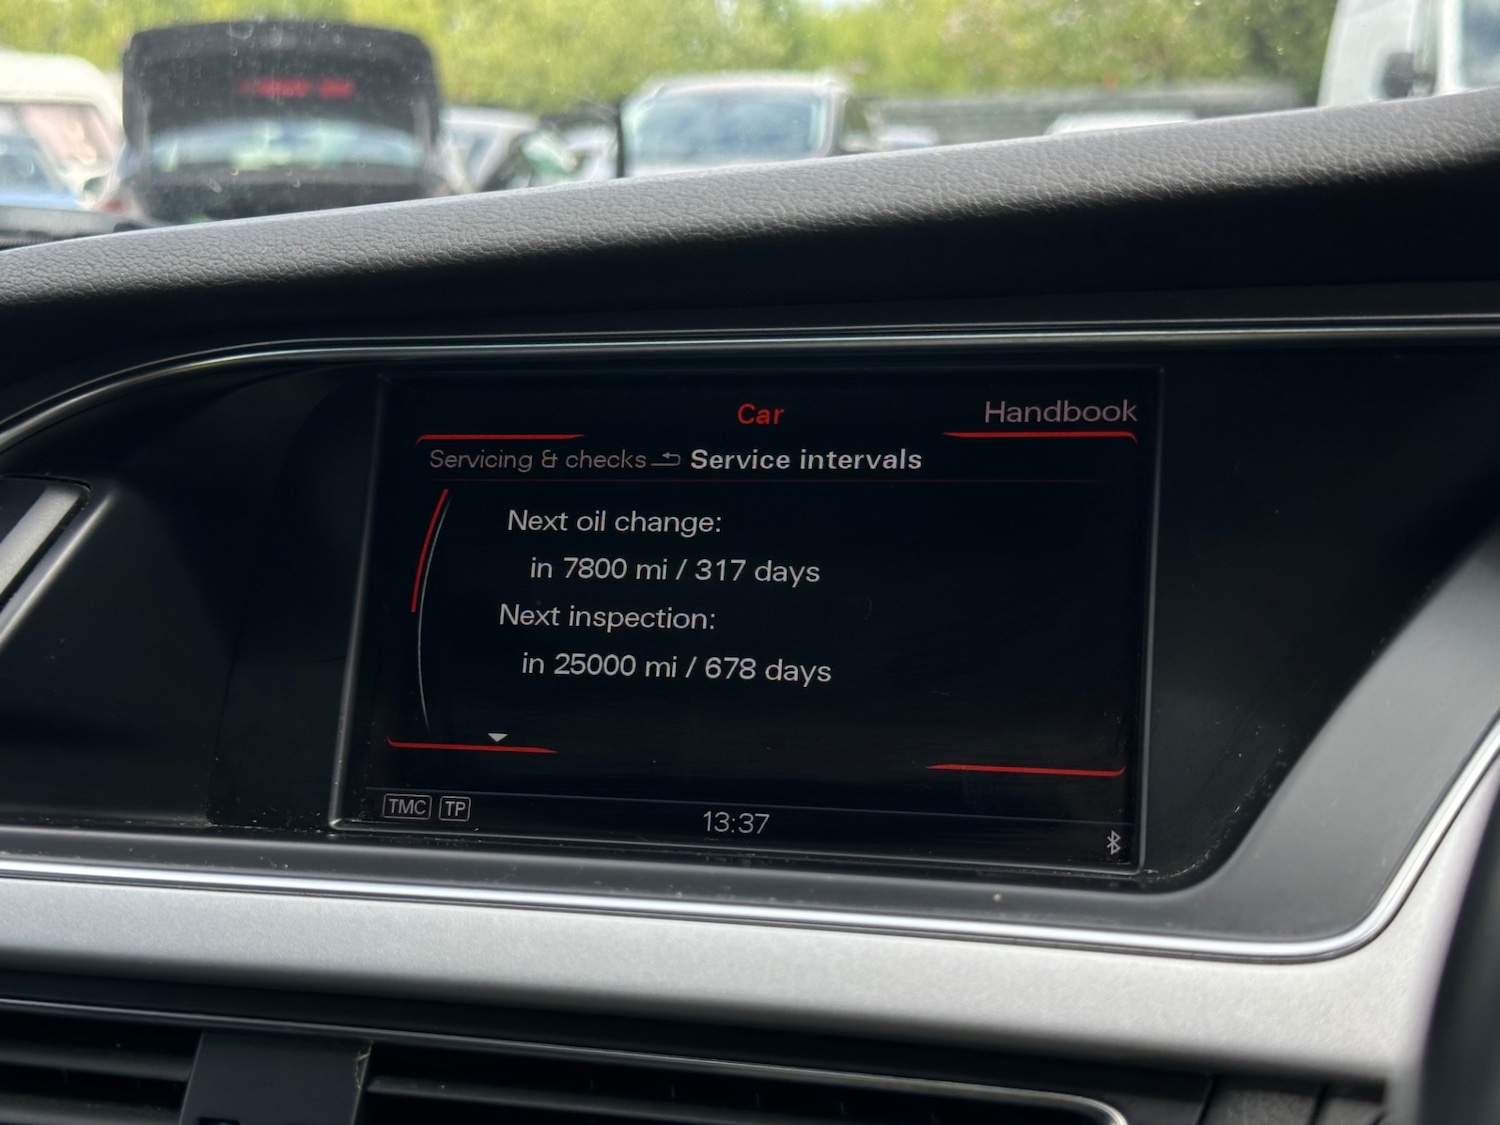 Car
Handbook
Servicing & checks Service intervals
Next oil change:
in 7800 mi / 317 days
Next inspection:
in 25000 mi / 678 days
TMC TP
13:37